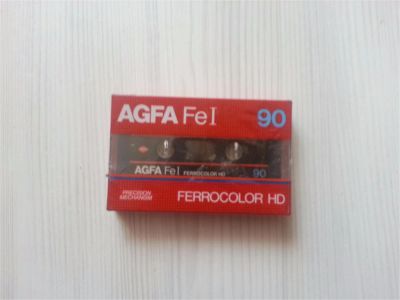 AGFA FeI 90
AGFA FeI FERROCOLOR HD 90
PRECISION
MECHANISM
FERROCOLOR HD